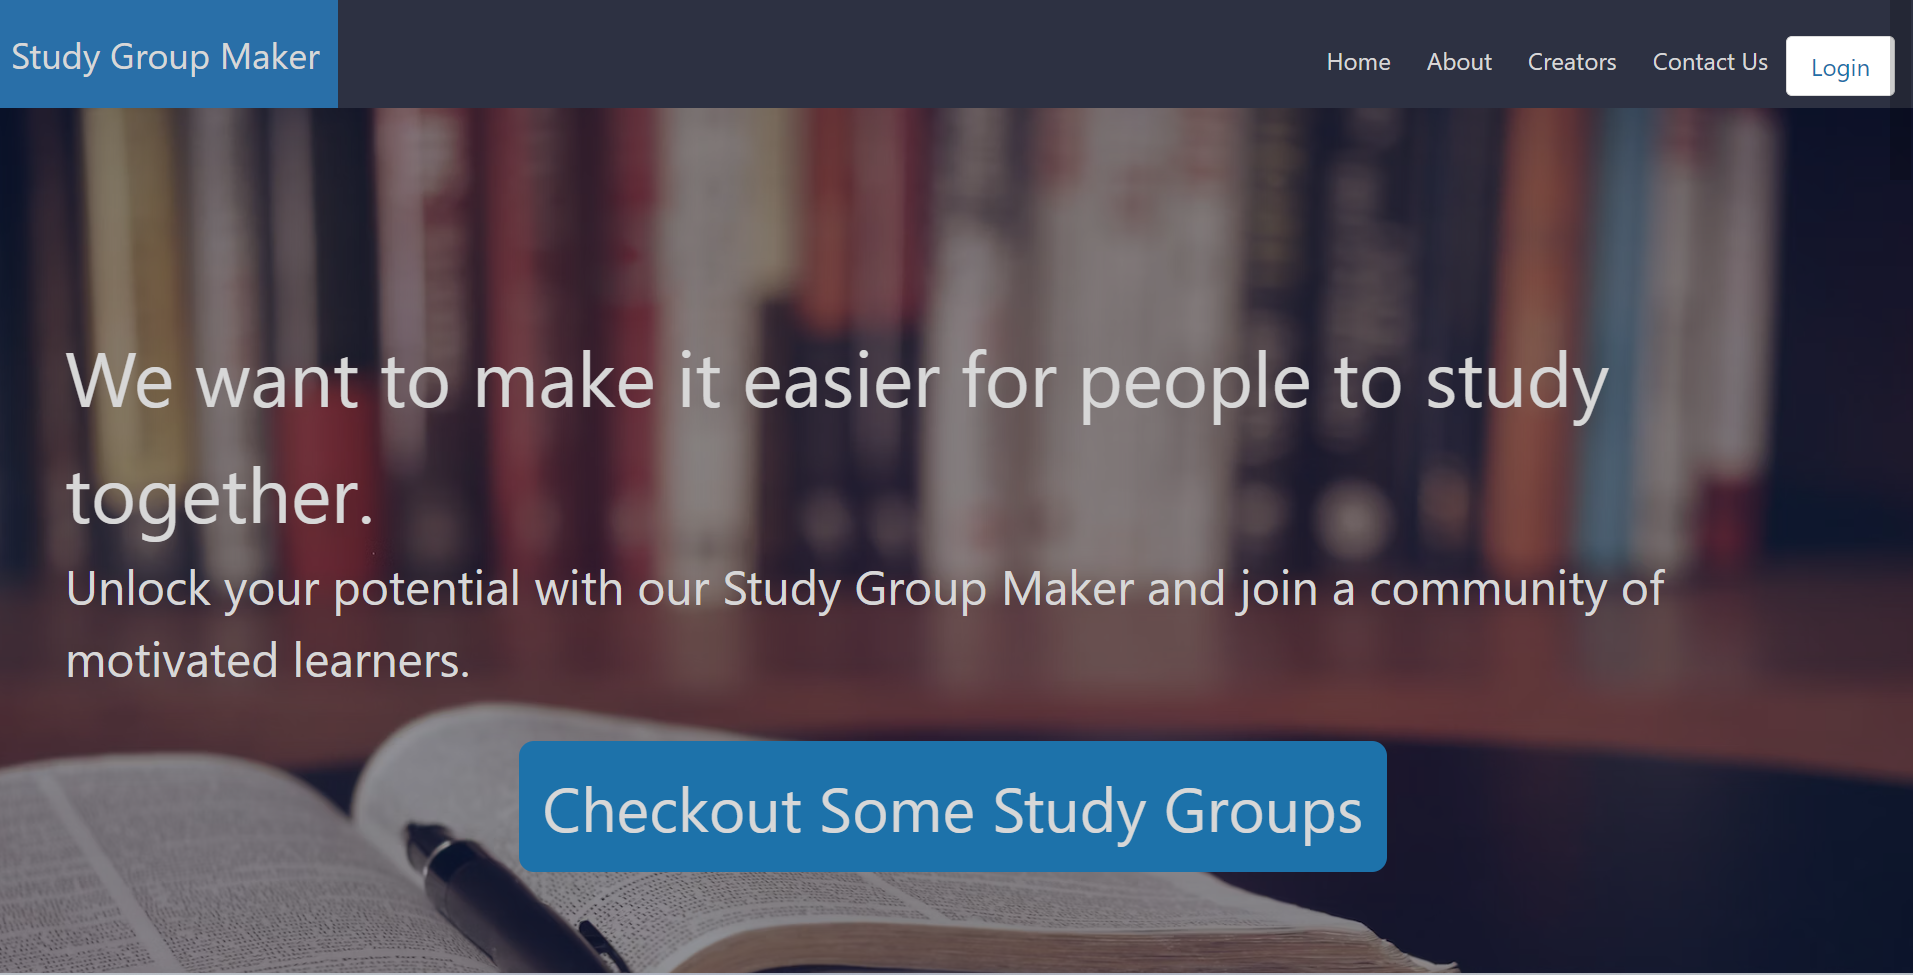 Study Group Maker
Home
About
Creators
Contact Us
Login
We want to make it easier for people to study
together.
Unlock your potential with our Study Group Maker and join a community of
motivated learners.
Checkout Some Study Groups